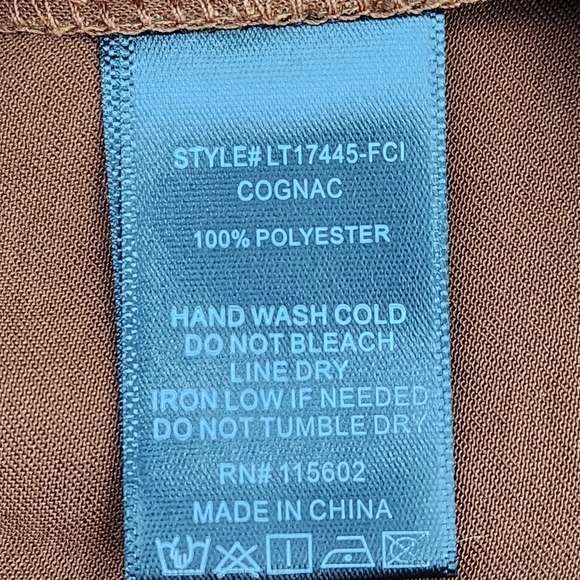 STYLE# LT17445-FCI
COGNAC
100% POLYESTER
HAND WASH COLD
DO NOT BLEACH
LINE DRY
IRON LOW IF NEEDED
DO NOT TUMBLE DRY
RN# 115602
MADE IN CHINA